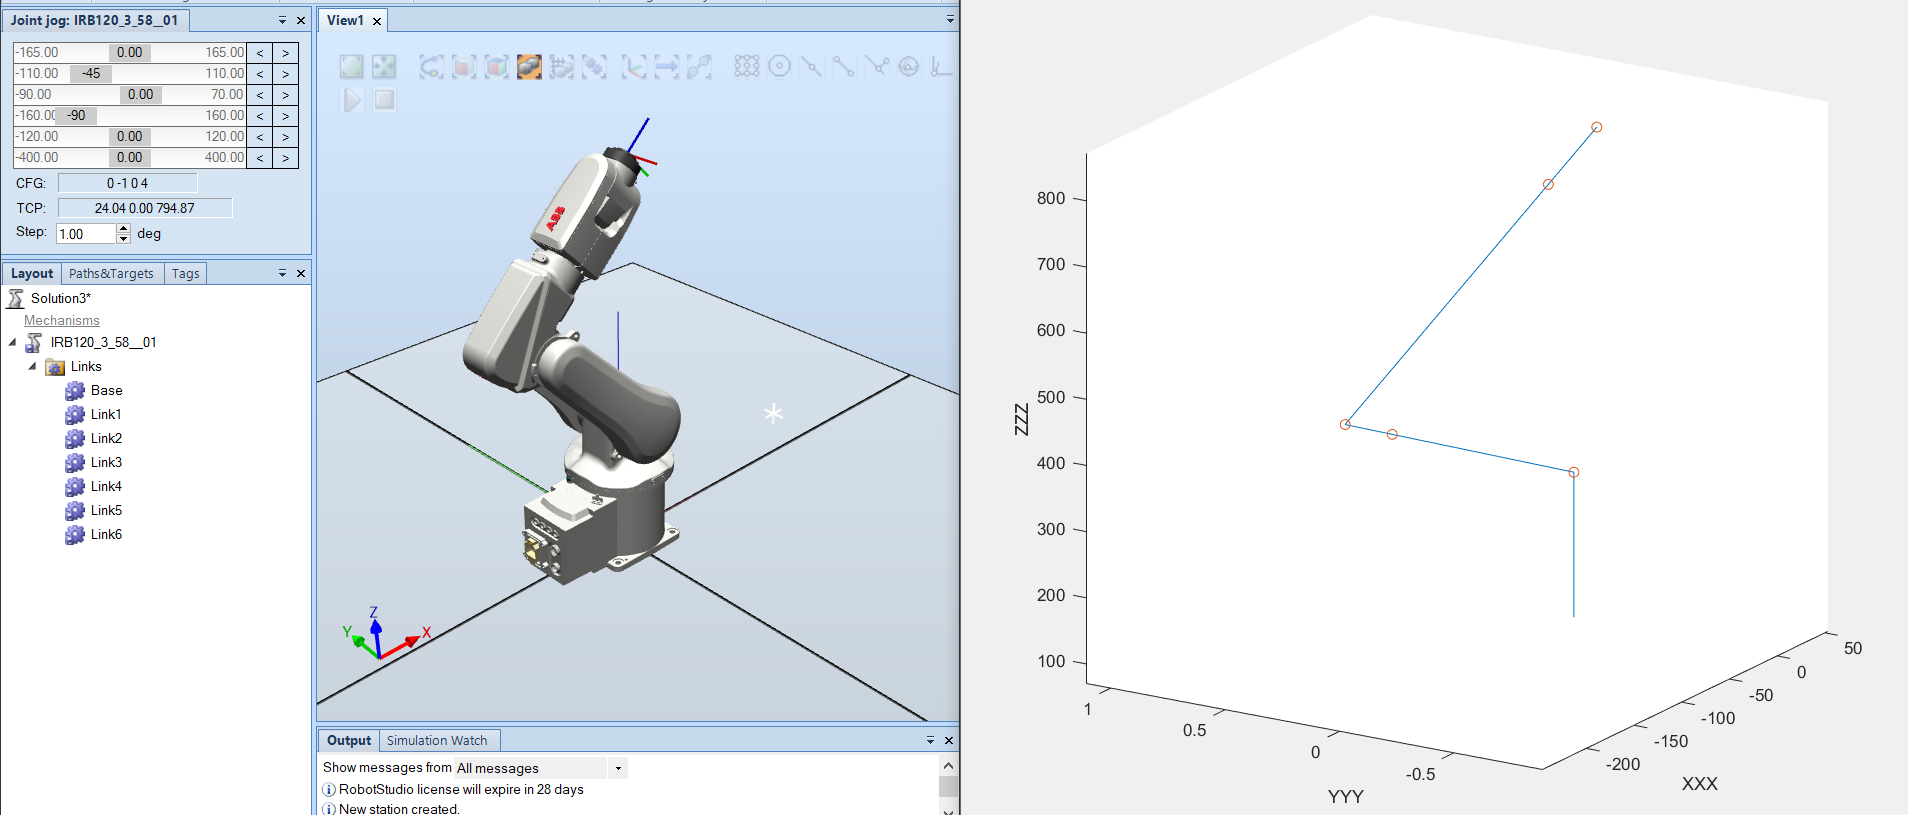 Joint jog: IRB120_3_58__01
-165.00 0.00 165.00 < >
-110.00 -45 110.00 < >
-90.00 0.00 70.00 < >
-160.00 -90 160.00 < >
-120.00 0.00 120.00 < >
-400.00 0.00 400.00 < >
CFG: 0 -1 0 4
TCP: 24.04 0.00 794.87
Step: 1.00 deg
Layout Paths&Targets Tags
Solution3*
Mechanisms
IRB120_3_58__01
Links
Base
Link1
Link2
Link3
Link4
Link5
Link6
View1
ABB
Z
Y
X
Output Simulation Watch
Show messages from All messages
RobotStudio license will expire in 28 days
New station created.
800
700
600
500
400
300
200
100
ZZZ
1
0.5
0
-0.5
YYY
50
0
-50
-100
-150
-200
XXX